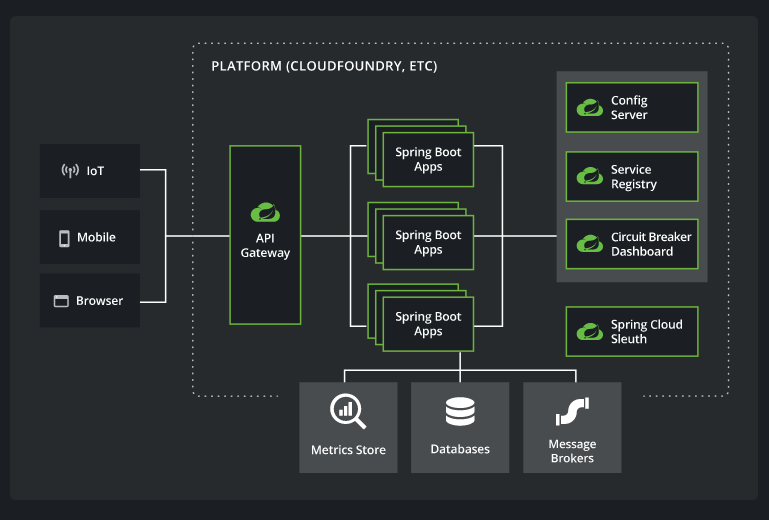 PLATFORM (CLOUDFOUNDRY, ETC)
IoT
Mobile
Browser
API
Gateway
Spring Boot
Apps
Spring Boot
Apps
Spring Boot
Apps
Config
Server
Service
Registry
Circuit Breaker
Dashboard
Spring Cloud
Sleuth
Metrics Store
Databases
Message
Brokers